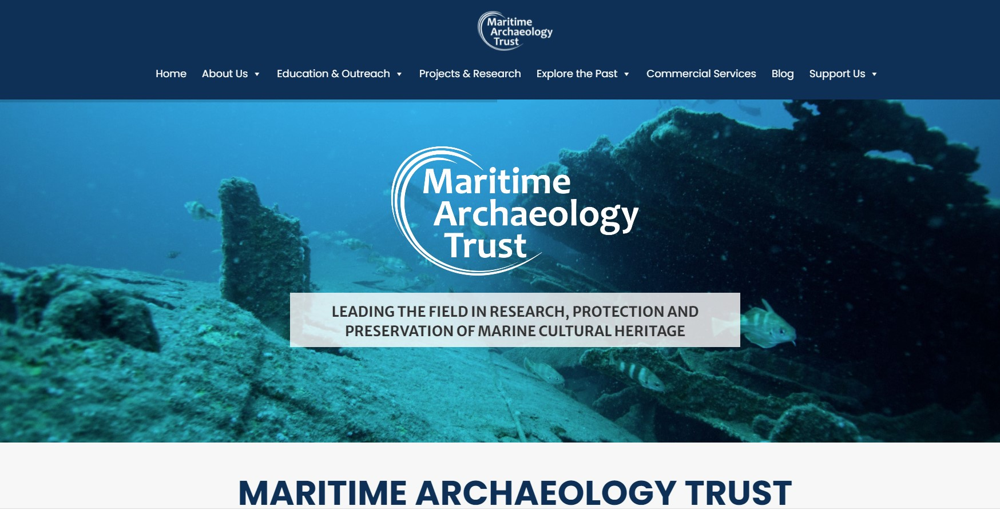 Maritime
Archaeology
Trust
Home About Us Education & Outreach Projects & Research Explore the Past Commercial Services Blog Support Us
Maritime
Archaeology
Trust
LEADING THE FIELD IN RESEARCH, PROTECTION AND
PRESERVATION OF MARINE CULTURAL HERITAGE
MARITIME ARCHAEOLOGY TRUST